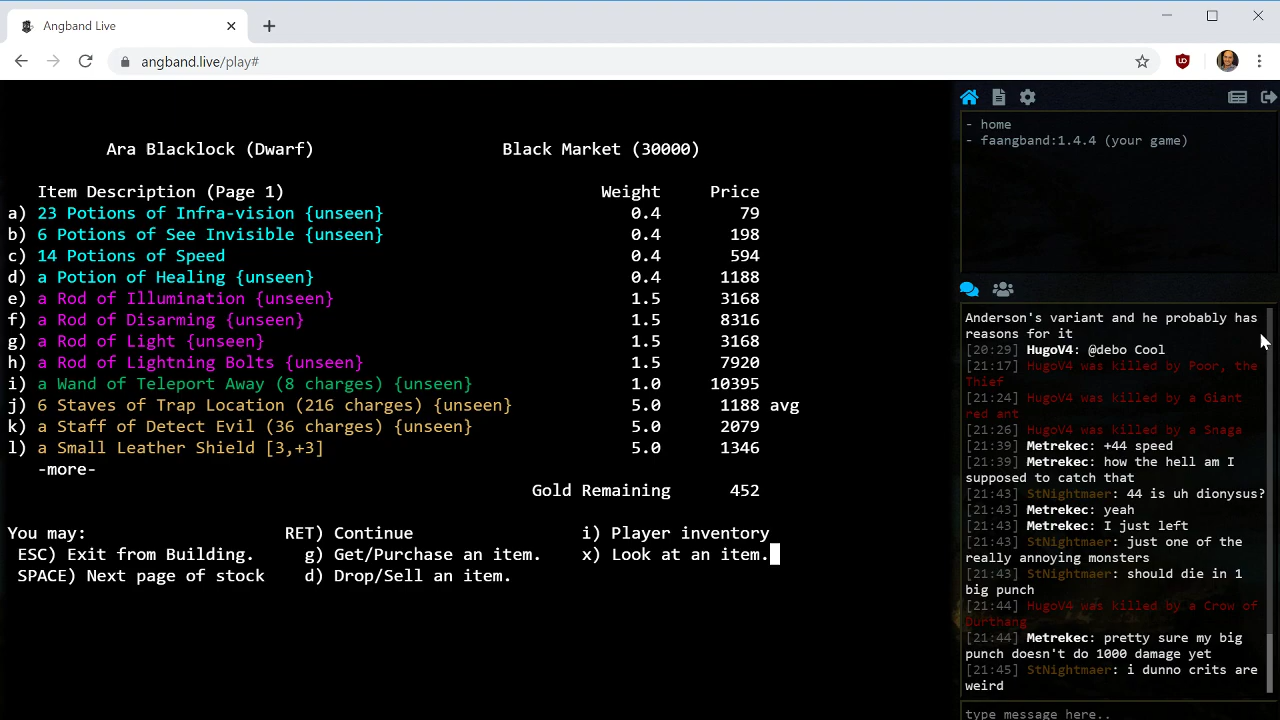 Angband Live
angband.live/play#
Ara Blacklock (Dwarf) Black Market (30000)
Item Description (Page 1) Weight Price
a) 23 Potions of Infra-vision {unseen} 0.4 79
b) 6 Potions of See Invisible {unseen} 0.4 198
c) 14 Potions of Speed 0.4 594
d) a Potion of Healing {unseen} 0.4 1188
e) a Rod of Illumination {unseen} 1.5 3168
f) a Rod of Disarming {unseen} 1.5 8316
g) a Rod of Light {unseen} 1.5 3168
h) a Rod of Lightning Bolts {unseen} 1.5 7920
i) a Wand of Teleport Away (8 charges) {unseen} 1.0 10395
j) 6 Staves of Trap Location (216 charges) {unseen} 5.0 1188 avg
k) a Staff of Detect Evil (36 charges) {unseen} 5.0 2079
l) a Small Leather Shield [3,+3] 5.0 1346
-more-
Gold Remaining 452
You may: RET) Continue i) Player inventory
ESC) Exit from Building. g) Get/Purchase an item. x) Look at an item.
SPACE) Next page of stock d) Drop/Sell an item.
- home
- faangband:1.4.4 (your game)
Anderson's variant and he probably has
reasons for it
[20:29] HugoV4: @debo Cool
[21:17] HugoV4 was killed by Poor, the
Thief
[21:24] HugoV4 was killed by a Giant
red ant
[21:26] HugoV4 was killed by a Snaga
[21:39] Metrekec: +44 speed
[21:39] Metrekec: how the hell am I
supposed to catch that
[21:43] StNightmaer: 44 is uh dionysus?
[21:43] Metrekec: yeah
[21:43] Metrekec: I just left
[21:43] StNightmaer: just one of the
really annoying monsters
[21:43] StNightmaer: should die in 1
big punch
[21:44] HugoV4 was killed by a Crow of
Durthang
[21:44] Metrekec: pretty sure my big
punch doesn't do 1000 damage yet
[21:45] StNightmaer: i dunno crits are
weird
type message here..